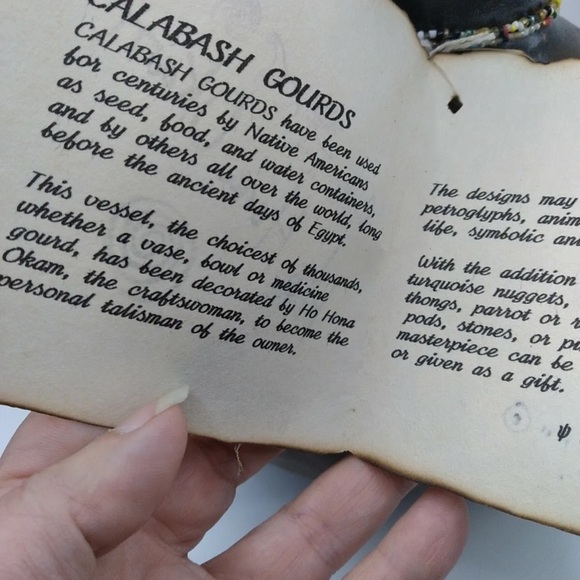 CALABASH GOURDS
CALABASH GOURDS have been used
for centuries by Native Americans
as seed, food, and water containers,
and by others all over the world, long
before the ancient days of Egypt.
This vessel, the choicest of thousands,
whether a vase, bowl or medicine
gourd, has been decorated by Ho Hona
Okam, the craftswoman, to become the
personal talisman of the owner.
The designs may
petroglyphs, anim
life, symbolic an
With the addition
turquoise nuggets,
thongs, parrot or
pods, stones, or
masterpiece can be
or given as a gift.
ψ